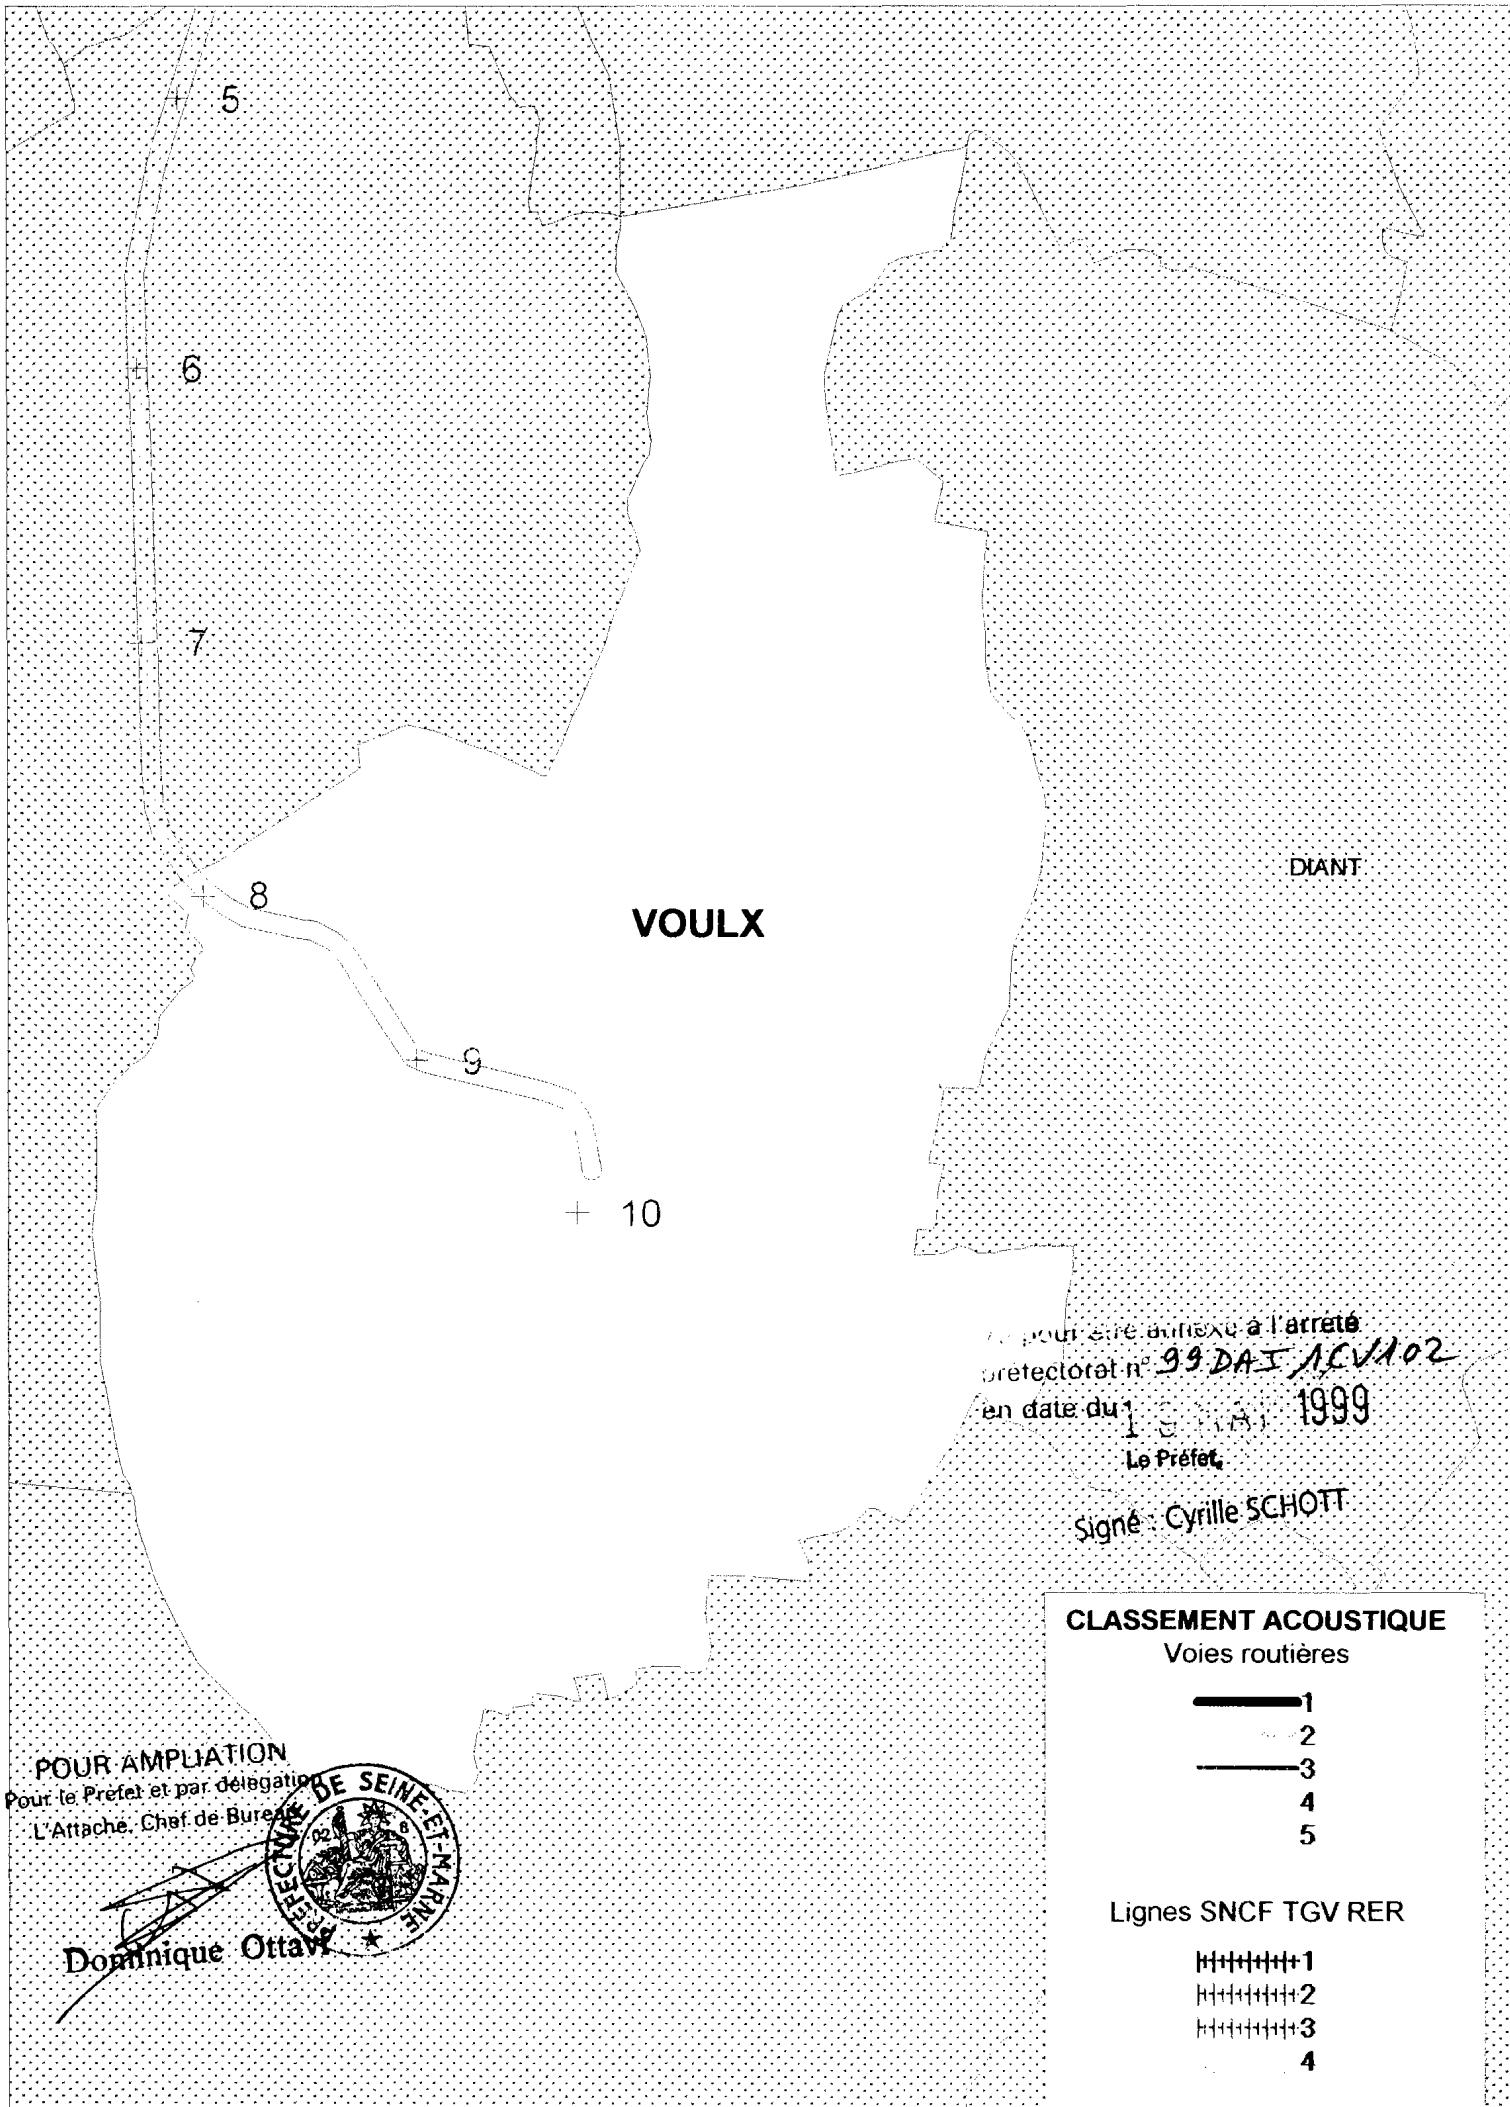 5
6
7
8
VOULX
DIANT
9
10
pour être annexé à l'arrêté
préfectoral n° 99 DAI 1CV102
en date du 1 MAI 1999
Le Préfet,
Signé : Cyrille SCHOTT
CLASSEMENT ACOUSTIQUE
Voies routières
1
2
3
4
5
Lignes SNCF TGV RER
1
2
3
4
POUR AMPLIATION
Pour le Préfet et par délégation
L'Attaché, Chef de Bureau
PREFECTURE DE SEINE-ET-MARNE
Dominique Ottavi